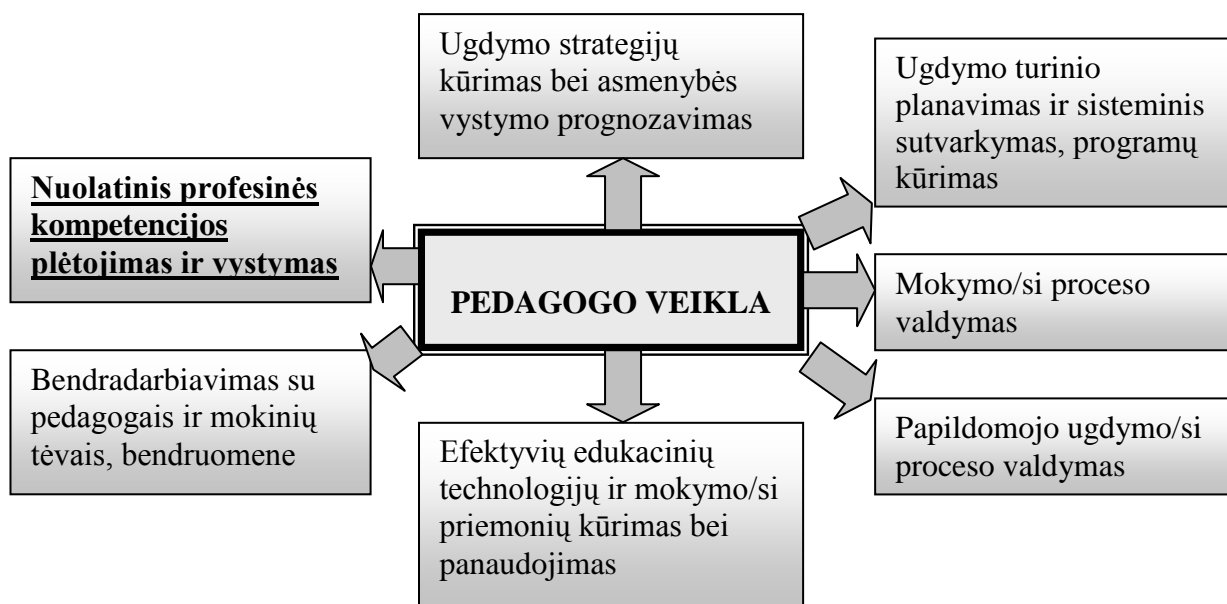 Ugdymo strategijų
kūrimas bei asmenybės
vystymo prognozavimas
Ugdymo turinio
planavimas ir sisteminis
sutvarkymas, programų
kūrimas
Nuolatinis profesinės
kompetencijos
plėtojimas ir vystymas
PEDAGOGO VEIKLA
Mokymo/si proceso
valdymas
Bendradarbiavimas su
pedagogais ir mokinių
tėvais, bendruomene
Efektyvių edukacinių
technologijų ir mokymo/si
priemonių kūrimas bei
panaudojimas
Papildomojo ugdymo/si
proceso valdymas